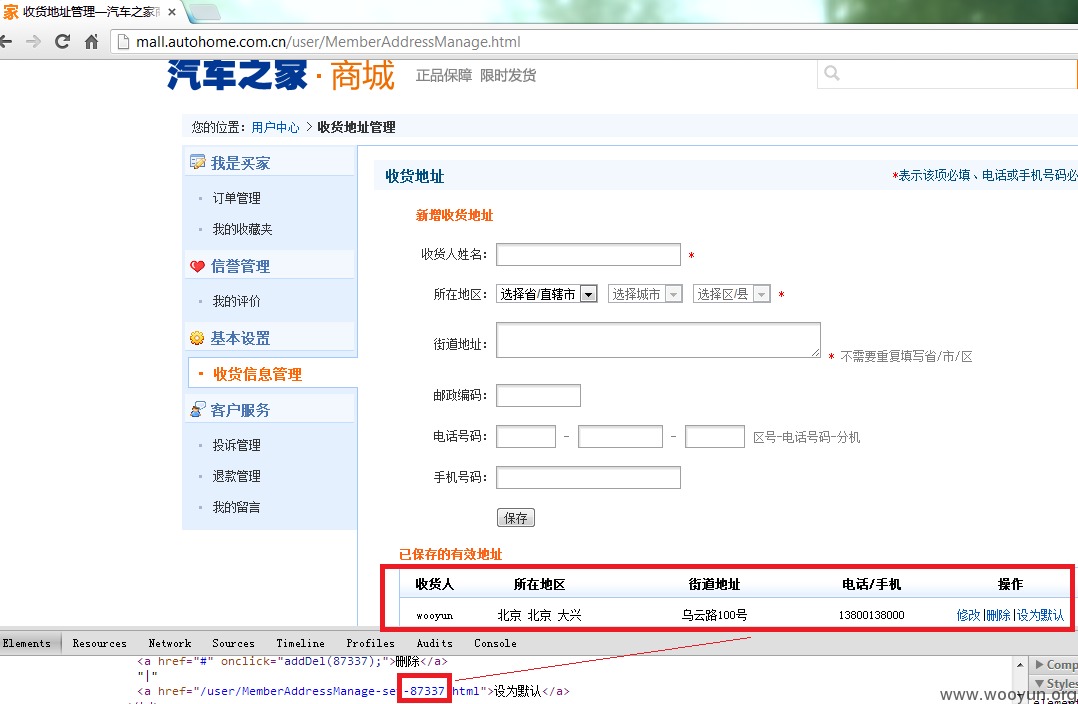 收货地址管理—汽车之家
mall.autohome.com.cn/user/MemberAddressManage.html
汽车之家·商城 正品保障 限时发货
您的位置: 用户中心 > 收货地址管理
我是买家
订单管理
我的收藏夹
信誉管理
我的评价
基本设置
收货信息管理
客户服务
投诉管理
退款管理
我的留言
收货地址 *表示该项必填、电话或手机号码必
新增收货地址
收货人姓名: *
所在地区: 选择省/直辖市 选择城市 选择区/县 *
街道地址: * 不需要重复填写省/市/区
邮政编码:
电话号码: - - 区号-电话号码-分机
手机号码:
保存
已保存的有效地址
收货人 所在地区 街道地址 电话/手机 操作
wooyun 北京 北京 大兴 乌云路100号 13800138000 修改|删除|设为默认
Elements Resources Network Sources Timeline Profiles Audits Console
<a href="#" onclick="addDel(87337);">删除</a>
"|"
<a href="/user/MemberAddressManage-se -87337 html">设为默认</a>
Comp
Styles
www.wooyun.org